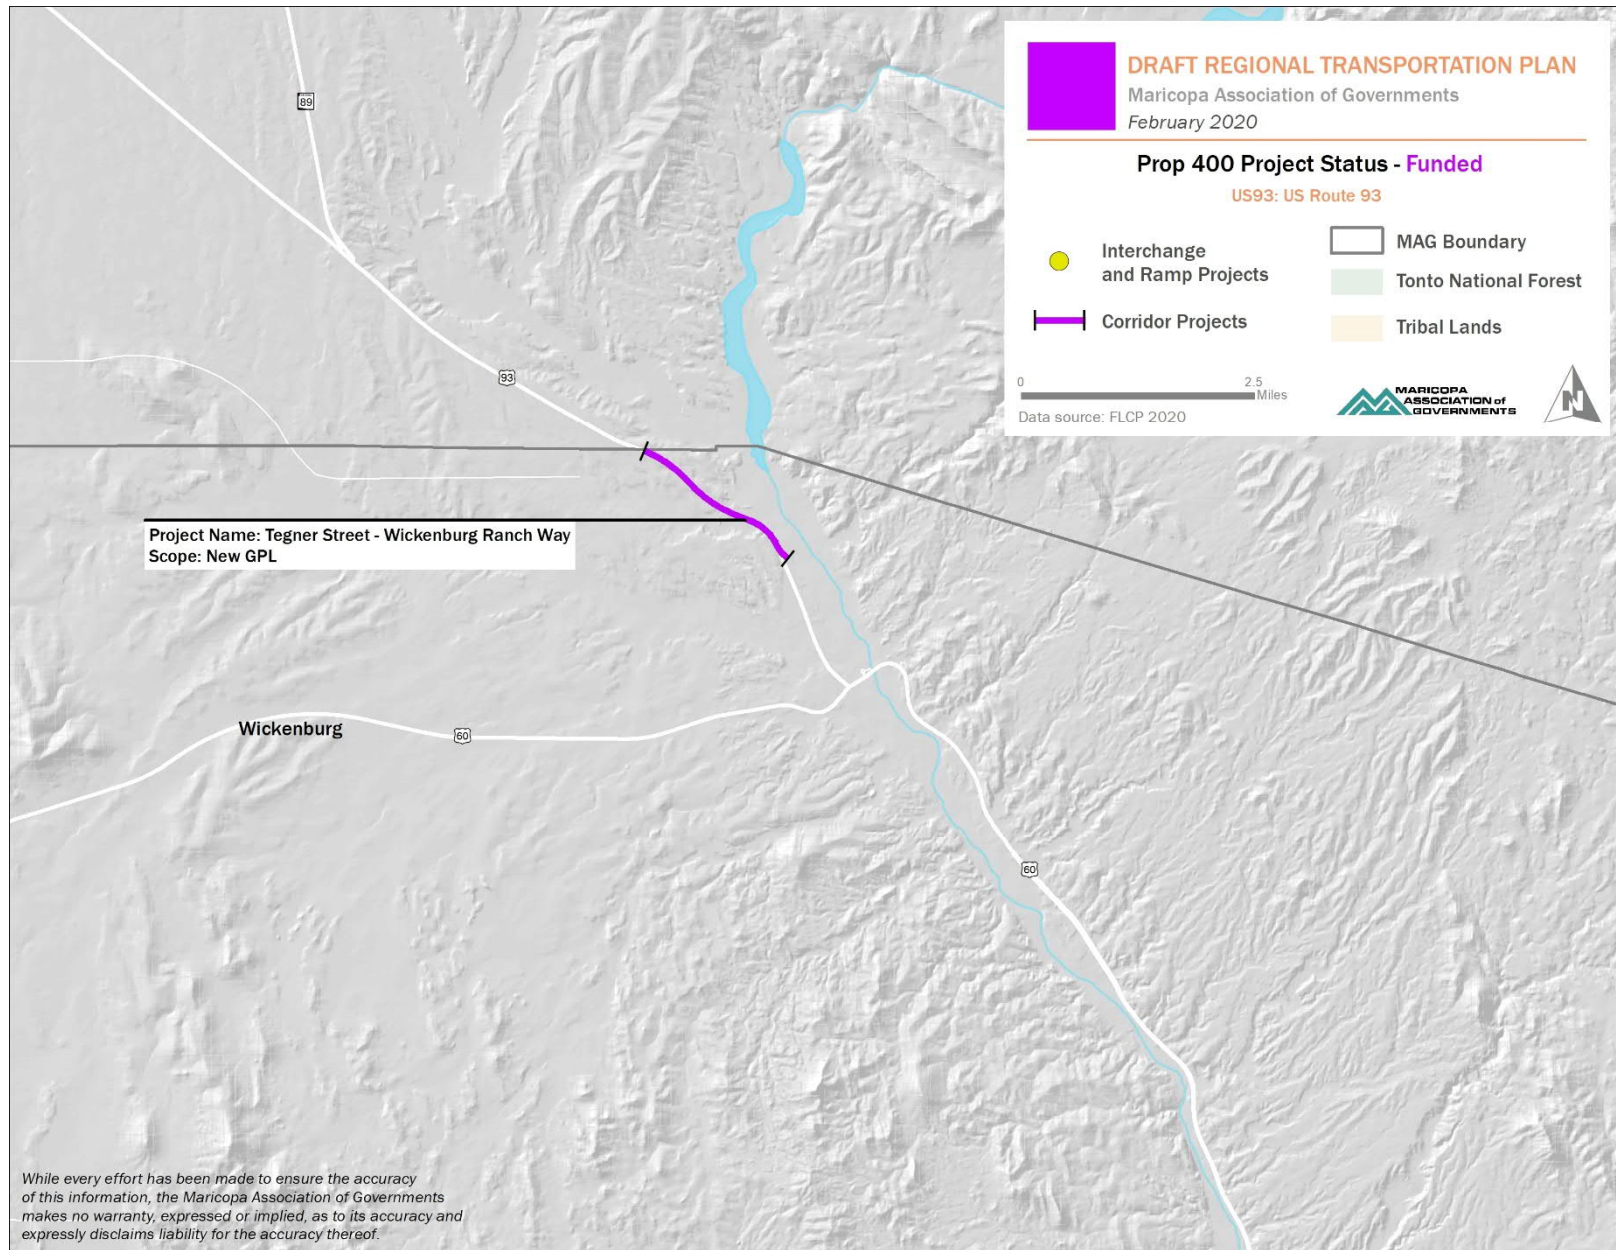 DRAFT REGIONAL TRANSPORTATION PLAN
Maricopa Association of Governments
February 2020
Prop 400 Project Status - Funded
US93: US Route 93
Interchange
and Ramp Projects
Corridor Projects
MAG Boundary
Tonto National Forest
Tribal Lands
0 2.5
Miles
Data source: FLCP 2020
MARICOPA
ASSOCIATION of
GOVERNMENTS
N
89
93
Project Name: Tegner Street - Wickenburg Ranch Way
Scope: New GPL
Wickenburg
60
60
While every effort has been made to ensure the accuracy
of this information, the Maricopa Association of Governments
makes no warranty, expressed or implied, as to its accuracy and
expressly disclaims liability for the accuracy thereof.